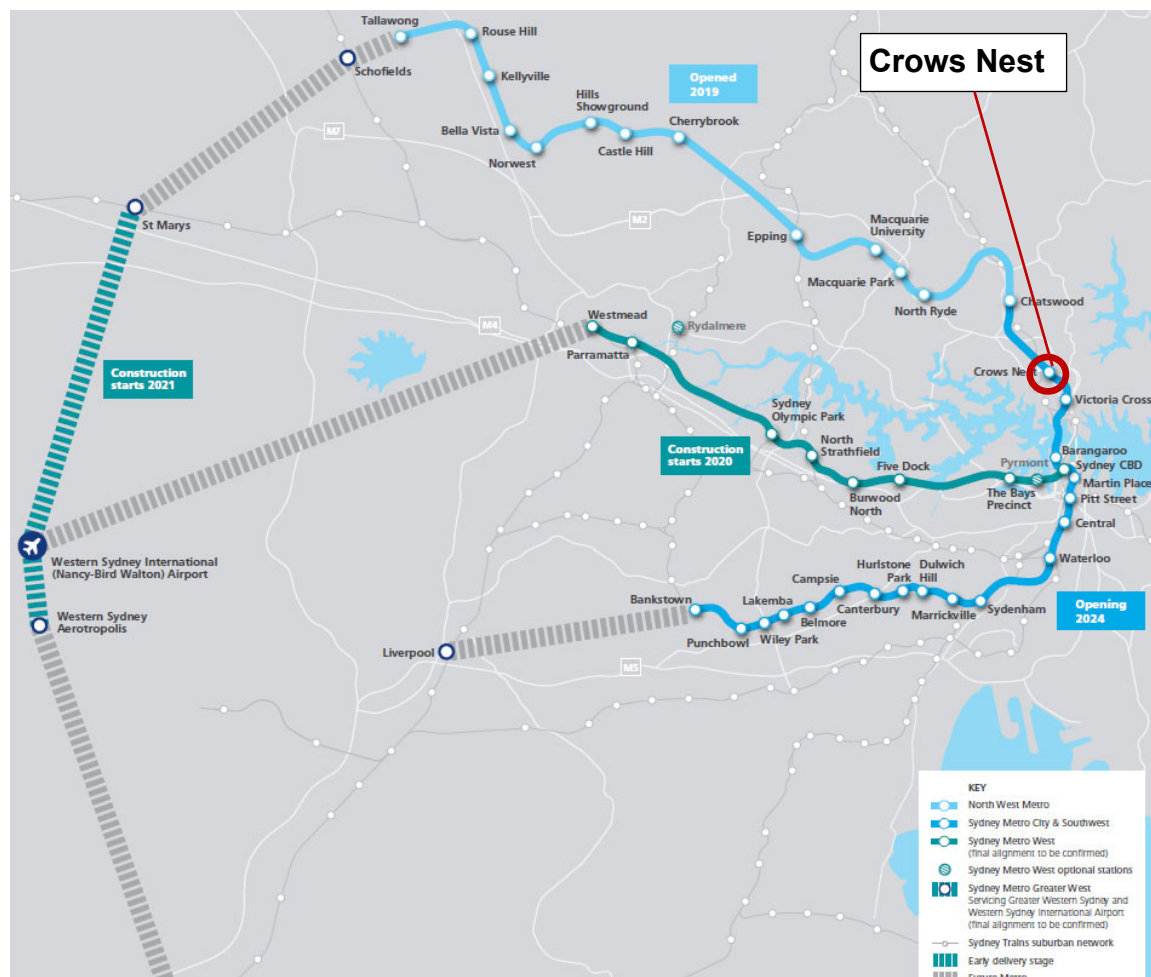 Tallawong
Rouse Hill
Schofields
Kellyville
Opened
2019
Crows Nest
Hills
Showground
Cherrybrook
M7
Bella Vista
Castle Hill
Norwest
St Marys
M2
Macquarie
University
Epping
Macquarie Park
North Ryde
Chatswood
Westmead
M4
Rydalmere
Parramatta
Construction
starts 2021
Crows Nest
Victoria Cross
Sydney
Olympic Park
Construction
starts 2020
North
Strathfield
Barangaroo
Pyrmont
Sydney CBD
Five Dock
Martin Place
Burwood
North
The Bays
Precinct
Pitt Street
Central
Western Sydney International
(Nancy-Bird Walton) Airport
Waterloo
Hurlstone
Park
Dulwich
Hill
Campsie
Bankstown
Lakemba
Canterbury
Sydenham
Western Sydney
Aerotropolis
Belmore
Marrickville
Opening
2024
Punchbowl
Wiley Park
Liverpool
M5
KEY
North West Metro
Sydney Metro City & Southwest
Sydney Metro West
(final alignment to be confirmed)
Sydney Metro West optional stations
Sydney Metro Greater West
Servicing Greater Western Sydney and
Western Sydney International Airport
(final alignment to be confirmed)
Sydney Trains suburban network
Early delivery stage
Future Metro